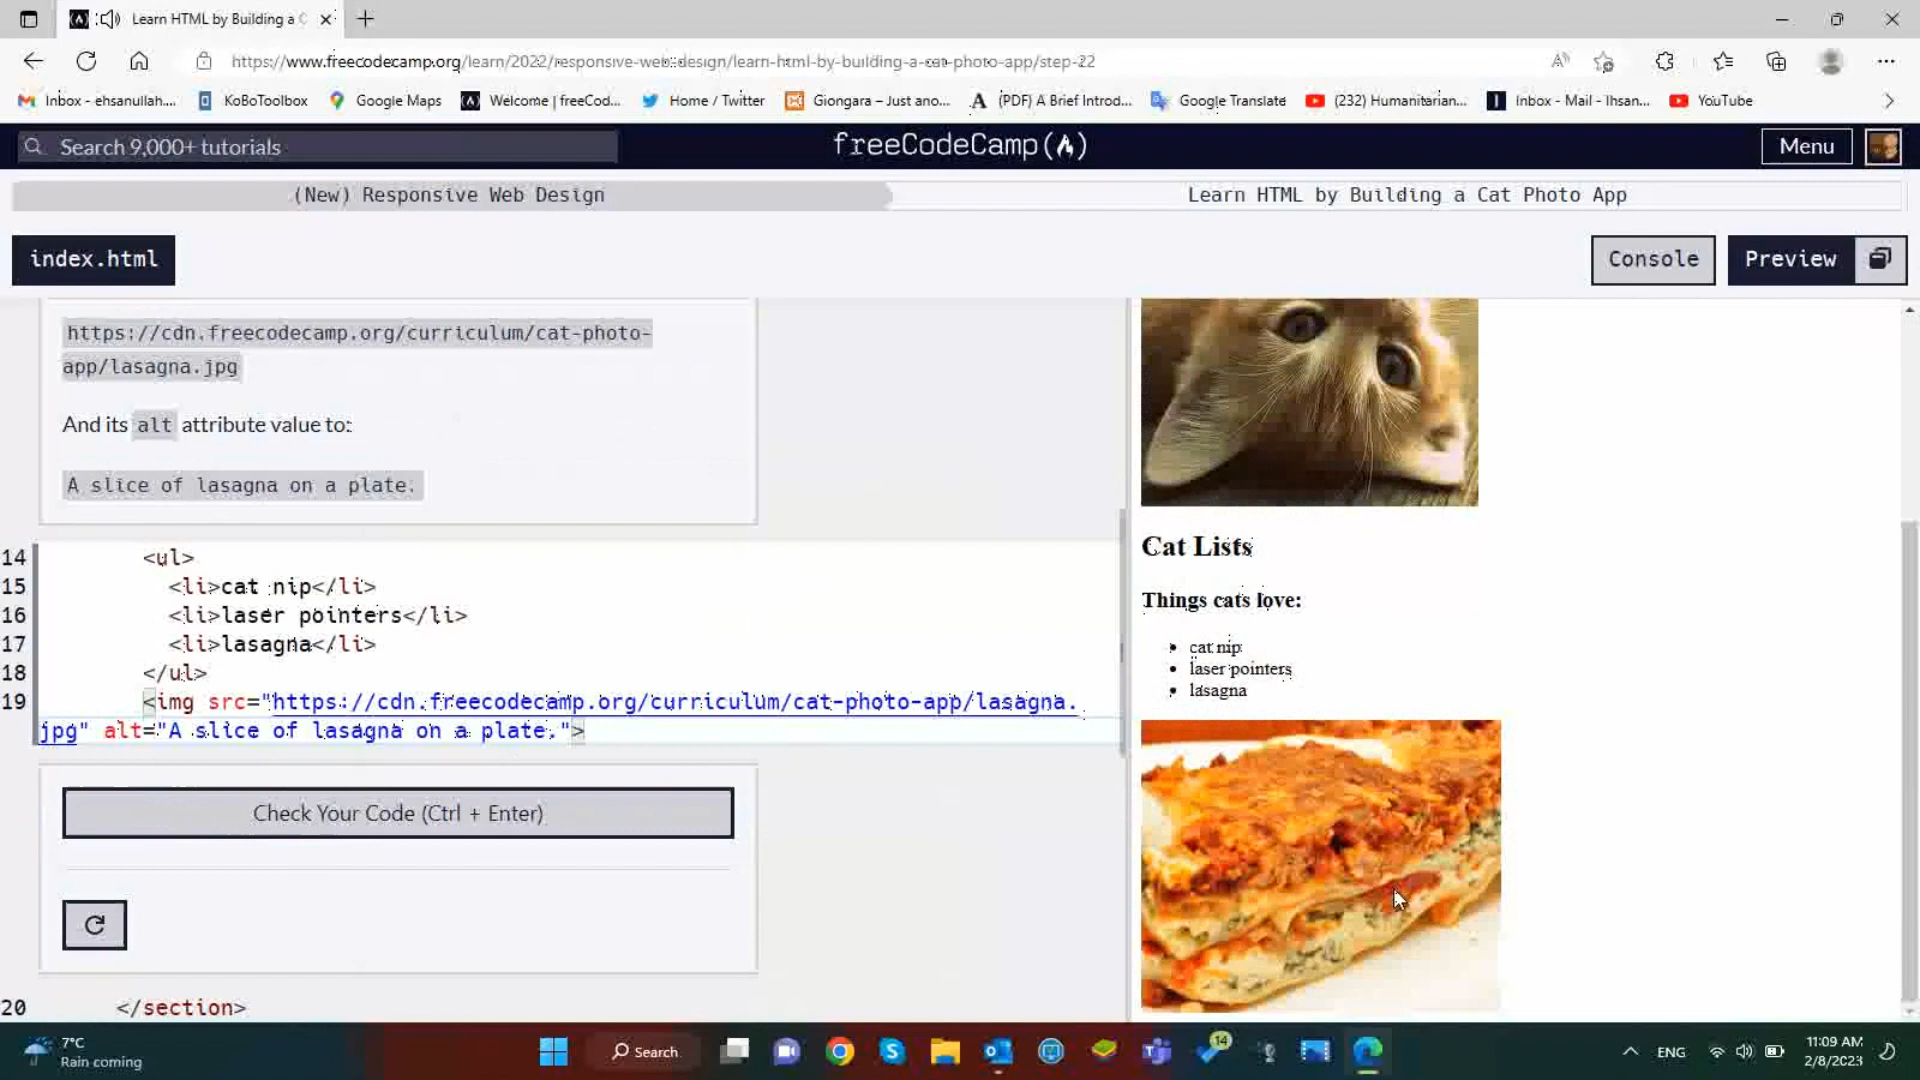 Learn HTML by Building a C
https://www.freecodecamp.org/learn/2022/responsive-web-design/learn-html-by-building-a-cat-photo-app/step-22
Inbox - ehsanullah.... KoBoToolbox Google Maps Welcome | freeCod... Home / Twitter Giongara – Just ano... (PDF) A Brief Introd... Google Translate (232) Humanitarian... Inbox - Mail - Ihsan... YouTube
Search 9,000+ tutorials
freeCodeCamp
Menu
(New) Responsive Web Design
Learn HTML by Building a Cat Photo App
index.html
Console
Preview
https://cdn.freecodecamp.org/curriculum/cat-photo-
app/lasagna.jpg
And its alt attribute value to:
A slice of lasagna on a plate.
14 <ul>
15 <li>cat nip</li>
16 <li>laser pointers</li>
17 <li>lasagna</li>
18 </ul>
19 <img src="https://cdn.freecodecamp.org/curriculum/cat-photo-app/lasagna.
jpg" alt="A slice of lasagna on a plate.">
Check Your Code (Ctrl + Enter)
20 </section>
Cat Lists
Things cats love:
• cat nip
• laser pointers
• lasagna
7°C
Rain coming
Search
14
ENG
11:09 AM
2/8/2023